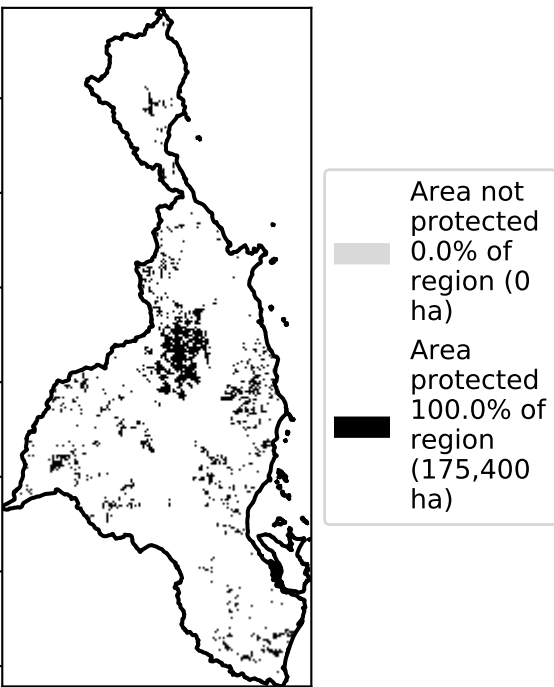 Area not
protected
0.0% of
region (0
ha)
Area
protected
100.0% of
region
(175,400
ha)